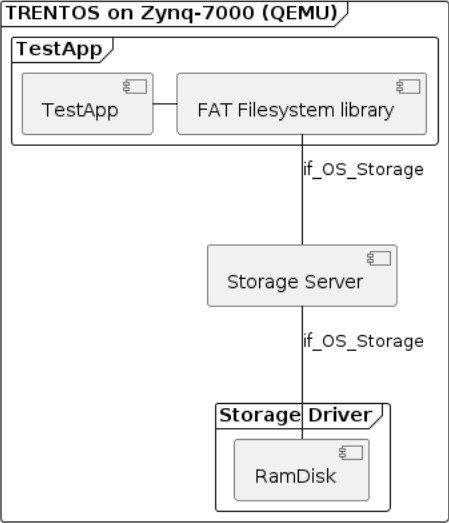 TRENTOS on Zynq-7000 (QEMU)
TestApp
TestApp
FAT Filesystem library
if_OS_Storage
Storage Server
if_OS_Storage
Storage Driver
RamDisk